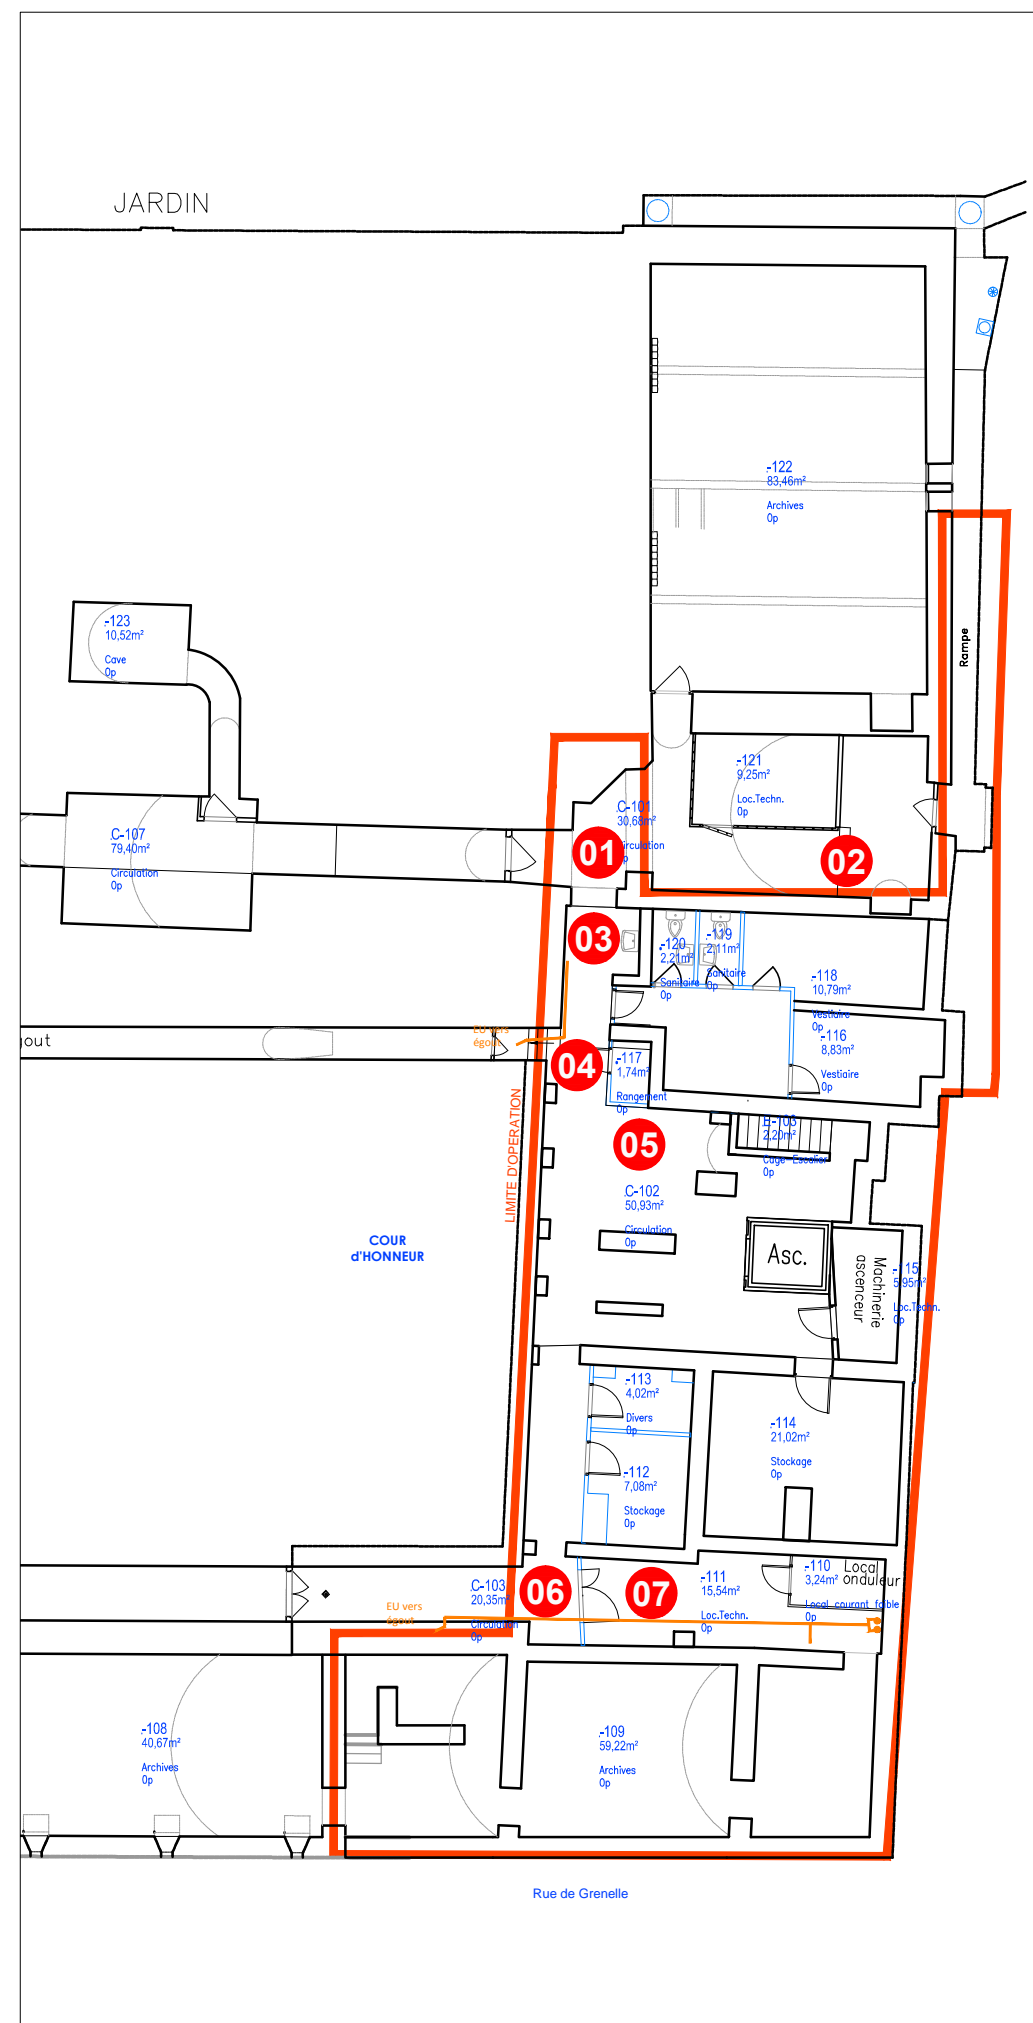 JARDIN
-122
83,46m²
Archives
0p
-123
10,52m²
Cave
0p
Rampe
-121
9,25m²
Loc.Techn.
0p
C-101
30,68m²
Circulation
0p
C-107
79,40m²
Circulation
0p
01
02
03
-120
2,21m²
Sanitaire
0p
-119
2,11m²
Sanitaire
0p
-118
10,79m²
Vestiaire
0p
-116
8,83m²
Vestiaire
0p
EU vers
égout
gout
04
-117
1,74m²
Rangement
0p
05
E-103
2,20m²
Cage-Escalier
0p
LIMITE D'OPERATION
C-102
50,93m²
Circulation
0p
COUR
d'HONNEUR
Asc.
Machinerie
ascenceur
-115
5,95m²
Loc.Techn.
0p
-113
4,02m²
Divers
0p
-114
21,02m²
Stockage
0p
-112
7,08m²
Stockage
0p
C-103
20,35m²
Circulation
0p
06
07
-111
15,54m²
Loc.Techn.
0p
-110
3,24m²
Local courant faible
0p
Local
onduleur
EU vers
égout
-108
40,67m²
Archives
0p
-109
59,22m²
Archives
0p
Rue de Grenelle